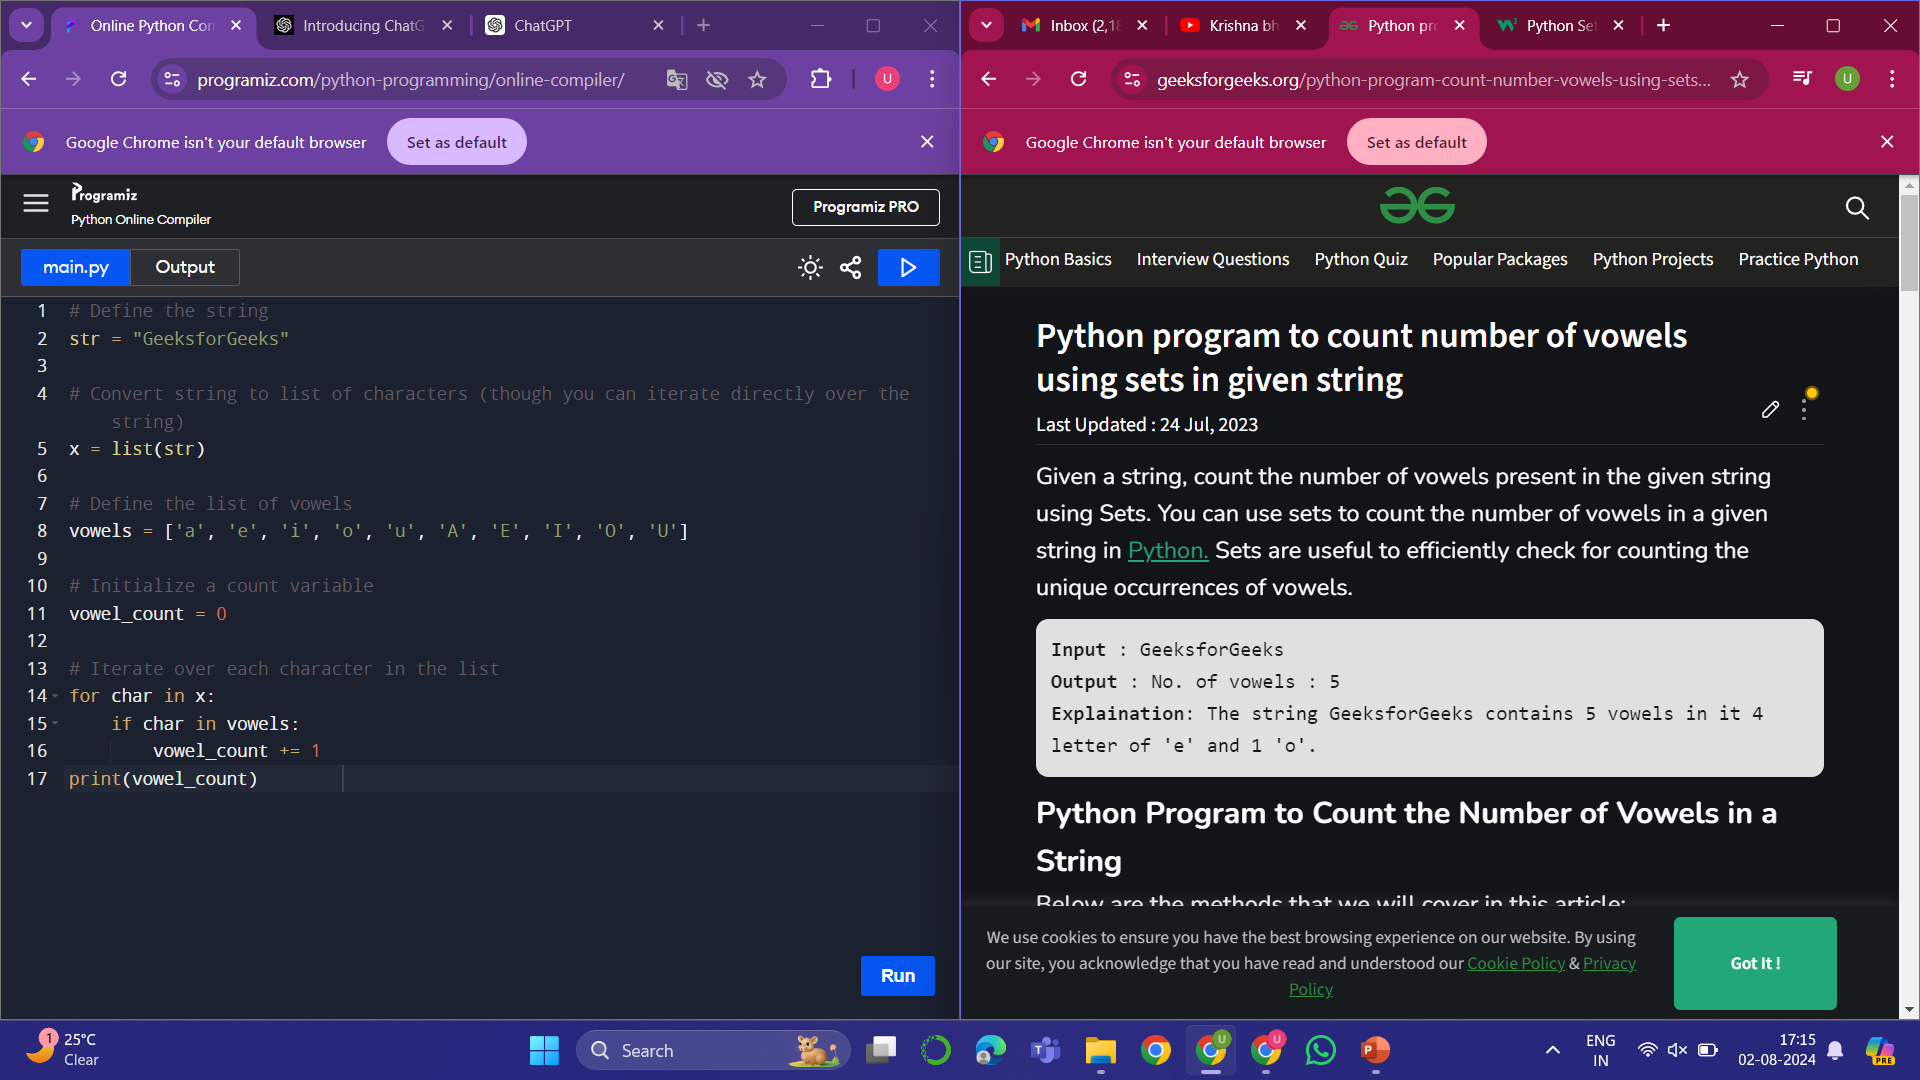 Online Python Con
Introducing ChatG
ChatGPT
programiz.com/python-programming/online-compiler/
U
Google Chrome isn't your default browser
Set as default
Programiz
Python Online Compiler
Programiz PRO
main.py
Output
1 # Define the string
2 str = "GeeksforGeeks"
3
4 # Convert string to list of characters (though you can iterate directly over the
string)
5 x = list(str)
6
7 # Define the list of vowels
8 vowels = ['a', 'e', 'i', 'o', 'u', 'A', 'E', 'I', 'O', 'U']
9
10 # Initialize a count variable
11 vowel_count = 0
12
13 # Iterate over each character in the list
14 for char in x:
15 if char in vowels:
16 vowel_count += 1
17 print(vowel_count)
Run
Inbox (2,18
Krishna bh
Python pro
Python Set
geeksforgeeks.org/python-program-count-number-vowels-using-sets...
U
Google Chrome isn't your default browser
Set as default
Python Basics
Interview Questions
Python Quiz
Popular Packages
Python Projects
Practice Python
Python program to count number of vowels
using sets in given string
Last Updated : 24 Jul, 2023
Given a string, count the number of vowels present in the given string
using Sets. You can use sets to count the number of vowels in a given
string in Python. Sets are useful to efficiently check for counting the
unique occurrences of vowels.
Input : GeeksforGeeks
Output : No. of vowels : 5
Explaination: The string GeeksforGeeks contains 5 vowels in it 4
letter of 'e' and 1 'o'.
Python Program to Count the Number of Vowels in a
String
Below are the methods that we will cover in this article:
We use cookies to ensure you have the best browsing experience on our website. By using
our site, you acknowledge that you have read and understood our Cookie Policy & Privacy
Policy
Got It !
1
25°C
Clear
Search
U
U
ENG
IN
17:15
02-08-2024
PRE